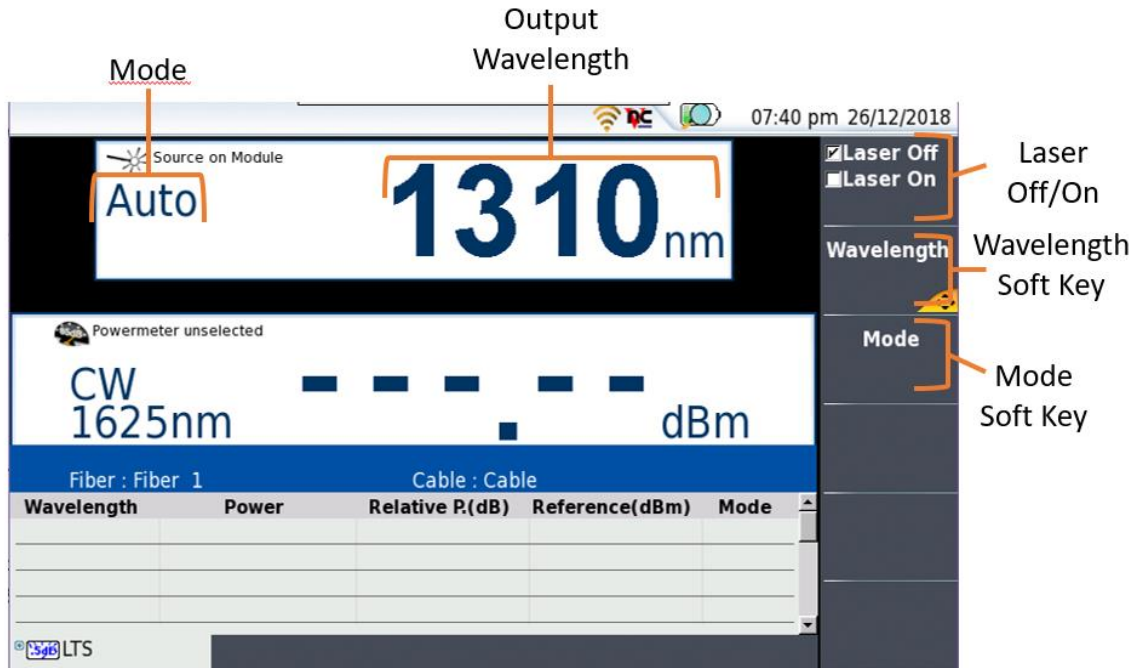 Output
Wavelength
Mode
07:40 pm 26/12/2018
Source on Module
Auto
1310nm
Laser Off
Laser On
Laser
Off/On
Wavelength
Wavelength
Soft Key
Powermeter unselected
CW
1625nm
---.-- dBm
Mode
Mode
Soft Key
Fiber : Fiber 1
Cable : Cable
Wavelength Power Relative P.(dB) Reference(dBm) Mode
LTS